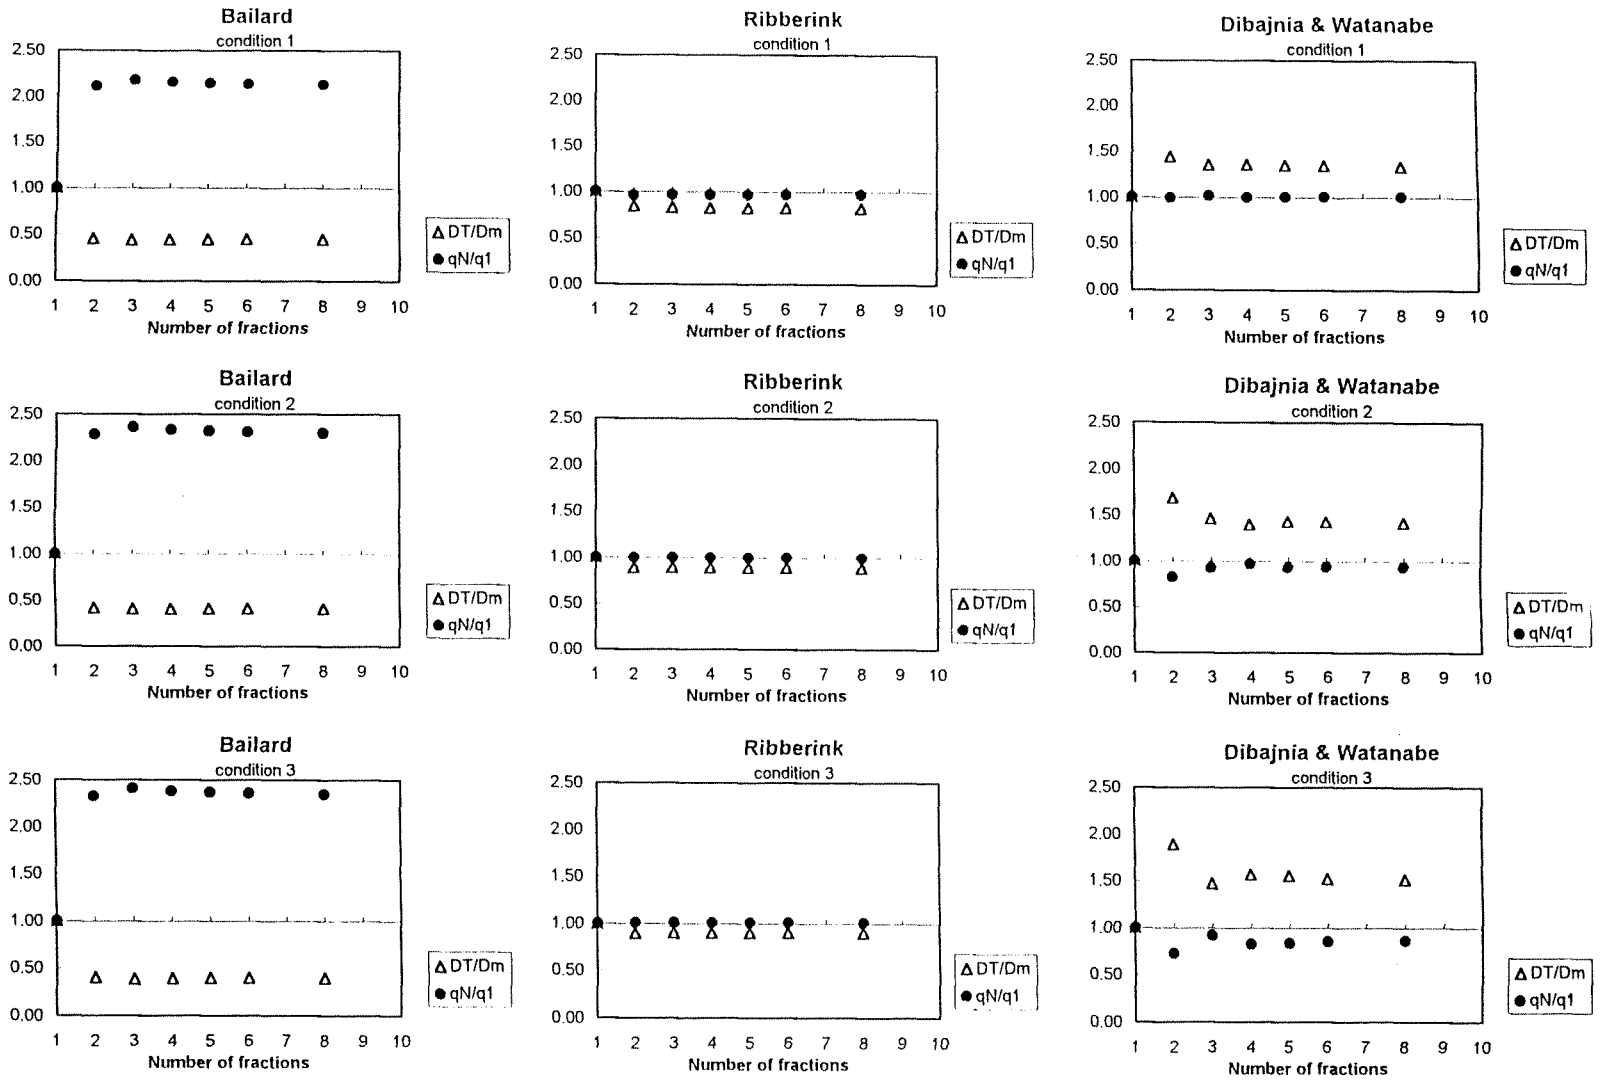 Bailard
condition 1
2.50
2.00
1.50
1.00
0.50
0.00
1 2 3 4 5 6 7 8 9 10
Number of fractions
DT/Dm
qN/q1
Ribberink
condition 1
2.50
2.00
1.50
1.00
0.50
0.00
1 2 3 4 5 6 7 8 9 10
Number of fractions
DT/Dm
qN/q1
Dibajnia & Watanabe
condition 1
2.50
2.00
1.50
1.00
0.50
0.00
1 2 3 4 5 6 7 8 9 10
Number of fractions
DT/Dm
qN/q1
Bailard
condition 2
2.50
2.00
1.50
1.00
0.50
0.00
1 2 3 4 5 6 7 8 9 10
Number of fractions
DT/Dm
qN/q1
Ribberink
condition 2
2.50
2.00
1.50
1.00
0.50
0.00
1 2 3 4 5 6 7 8 9 10
Number of fractions
DT/Dm
qN/q1
Dibajnia & Watanabe
condition 2
2.50
2.00
1.50
1.00
0.50
0.00
1 2 3 4 5 6 7 8 9 10
Number of fractions
DT/Dm
qN/q1
Bailard
condition 3
2.50
2.00
1.50
1.00
0.50
0.00
1 2 3 4 5 6 7 8 9 10
Number of fractions
DT/Dm
qN/q1
Ribberink
condition 3
2.50
2.00
1.50
1.00
0.50
0.00
1 2 3 4 5 6 7 8 9 10
Number of fractions
DT/Dm
qN/q1
Dibajnia & Watanabe
condition 3
2.50
2.00
1.50
1.00
0.50
0.00
1 2 3 4 5 6 7 8 9 10
Number of fractions
DT/Dm
qN/q1